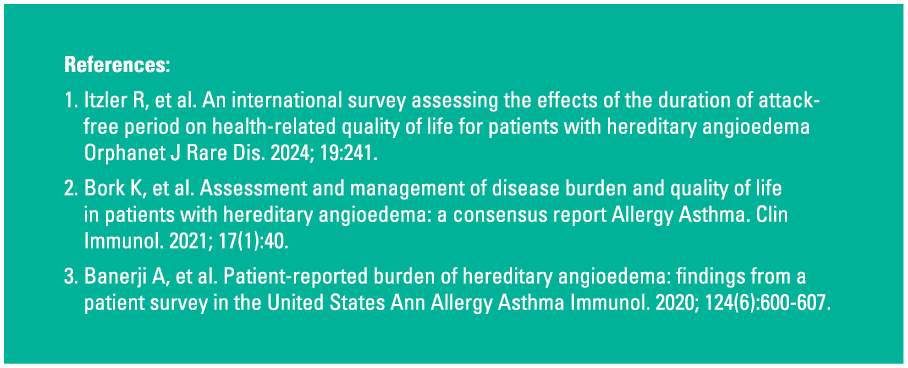 References:
1. Itzler R, et al. An international survey assessing the effects of the duration of attack-
free period on health-related quality of life for patients with hereditary angioedema
Orphanet J Rare Dis. 2024; 19:241.
2. Bork K, et al. Assessment and management of disease burden and quality of life
in patients with hereditary angioedema: a consensus report Allergy Asthma. Clin
Immunol. 2021; 17(1):40.
3. Banerji A, et al. Patient-reported burden of hereditary angioedema: findings from a
patient survey in the United States Ann Allergy Asthma Immunol. 2020; 124(6):600-607.